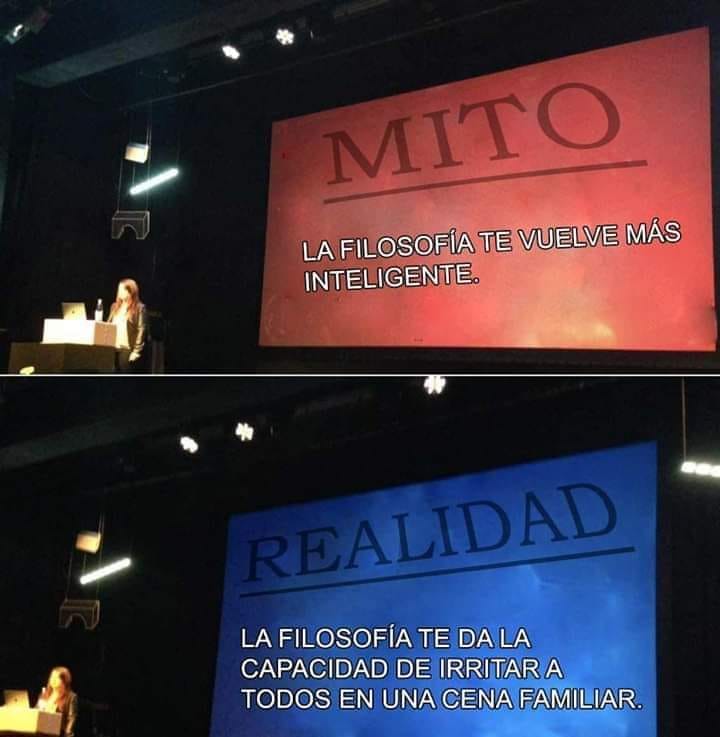 MITO
LA FILOSOFÍA TE VUELVE MÁS
INTELIGENTE.
REALIDAD
LA FILOSOFÍA TE DA LA
CAPACIDAD DE IRRITAR A
TODOS EN UNA CENA FAMILIAR.